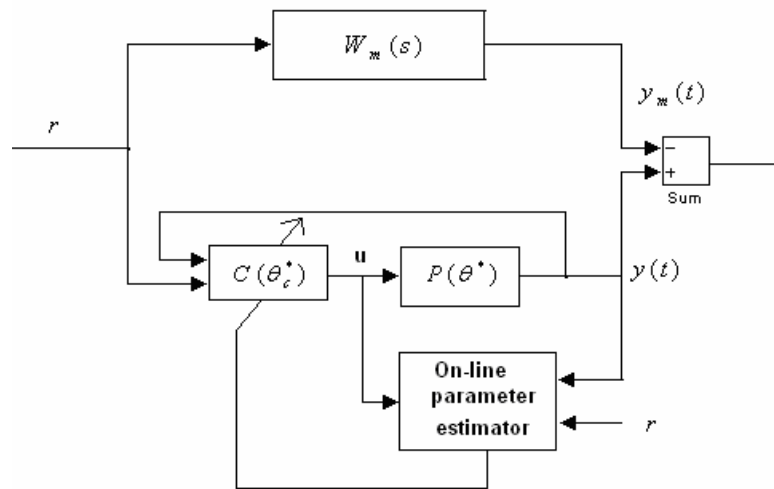 W_m(s)
y_m(t)
r
−
+
Sum
C(θ_c^*)
u
P(θ^*)
y(t)
On-line
parameter
estimator
r